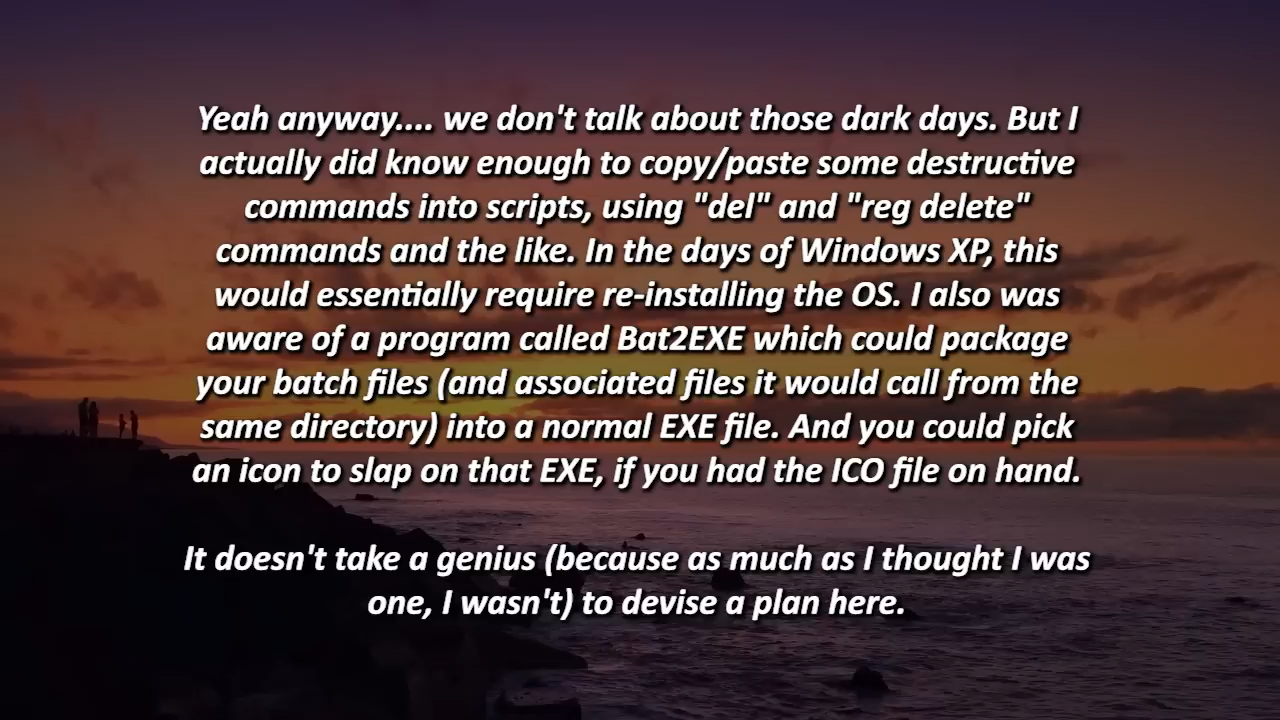 Yeah anyway.... we don't talk about those dark days. But I
actually did know enough to copy/paste some destructive
commands into scripts, using "del" and "reg delete"
commands and the like. In the days of Windows XP, this
would essentially require re-installing the OS. I also was
aware of a program called Bat2EXE which could package
your batch files (and associated files it would call from the
same directory) into a normal EXE file. And you could pick
an icon to slap on that EXE, if you had the ICO file on hand.
It doesn't take a genius (because as much as I thought I was
one, I wasn't) to devise a plan here.